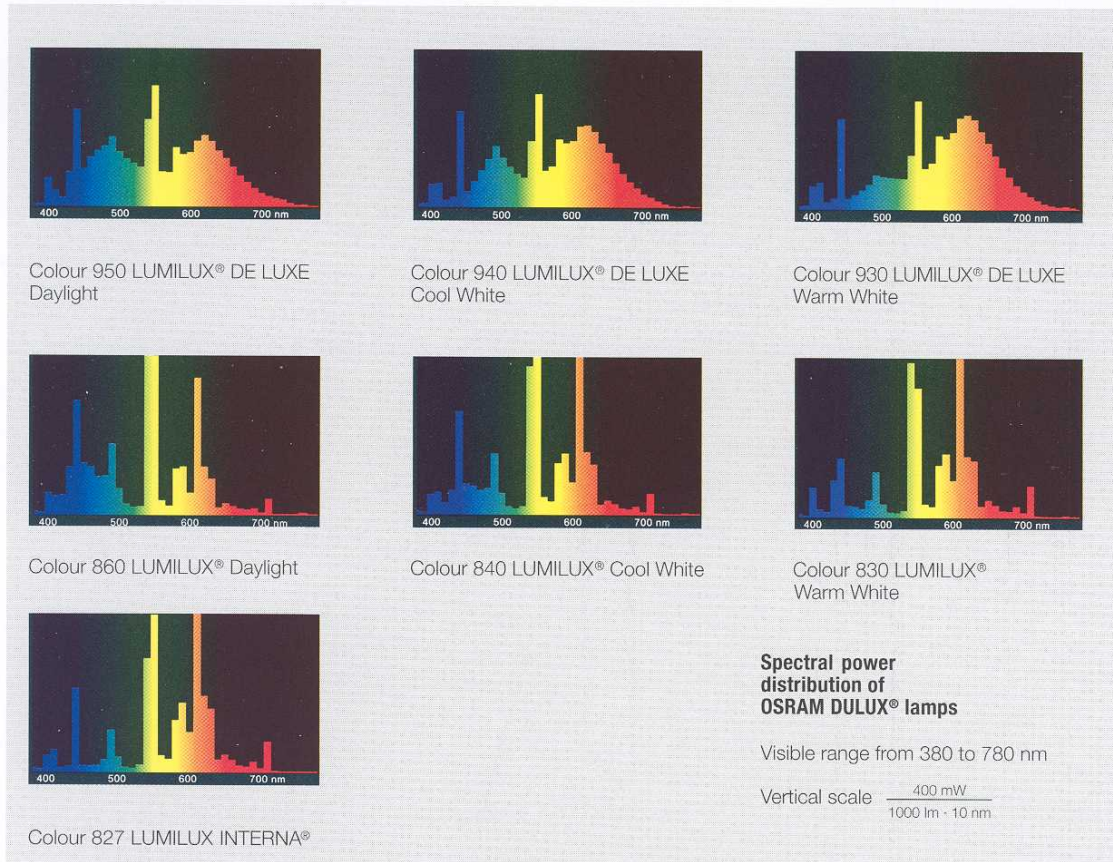 400 500 600 700 nm
400 500 600 700 nm
400 500 600 700 nm
Colour 950 LUMILUX® DE LUXE
Daylight
Colour 940 LUMILUX® DE LUXE
Cool White
Colour 930 LUMILUX® DE LUXE
Warm White
400 500 600 700 nm
400 500 600 700 nm
400 500 600 700 nm
Colour 860 LUMILUX® Daylight
Colour 840 LUMILUX® Cool White
Colour 830 LUMILUX®
Warm White
400 500 600 700 nm
Colour 827 LUMILUX INTERNA®
Spectral power
distribution of
OSRAM DULUX® lamps
Visible range from 380 to 780 nm
Vertical scale 400 mW
1000 lm · 10 nm